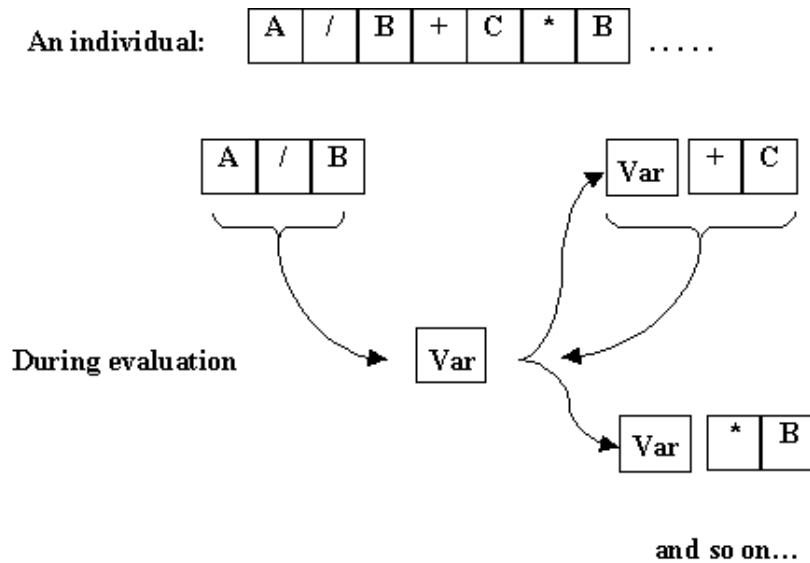 An individual: A / B + C * B .....
A / B
Var + C
During evaluation
Var
Var * B
and so on...